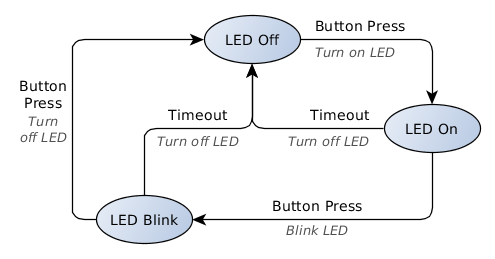 LED Off
Button Press
Turn on LED
Button
Press
Turn
off LED
Timeout
Turn off LED
Timeout
Turn off LED
LED On
Button Press
Blink LED
LED Blink